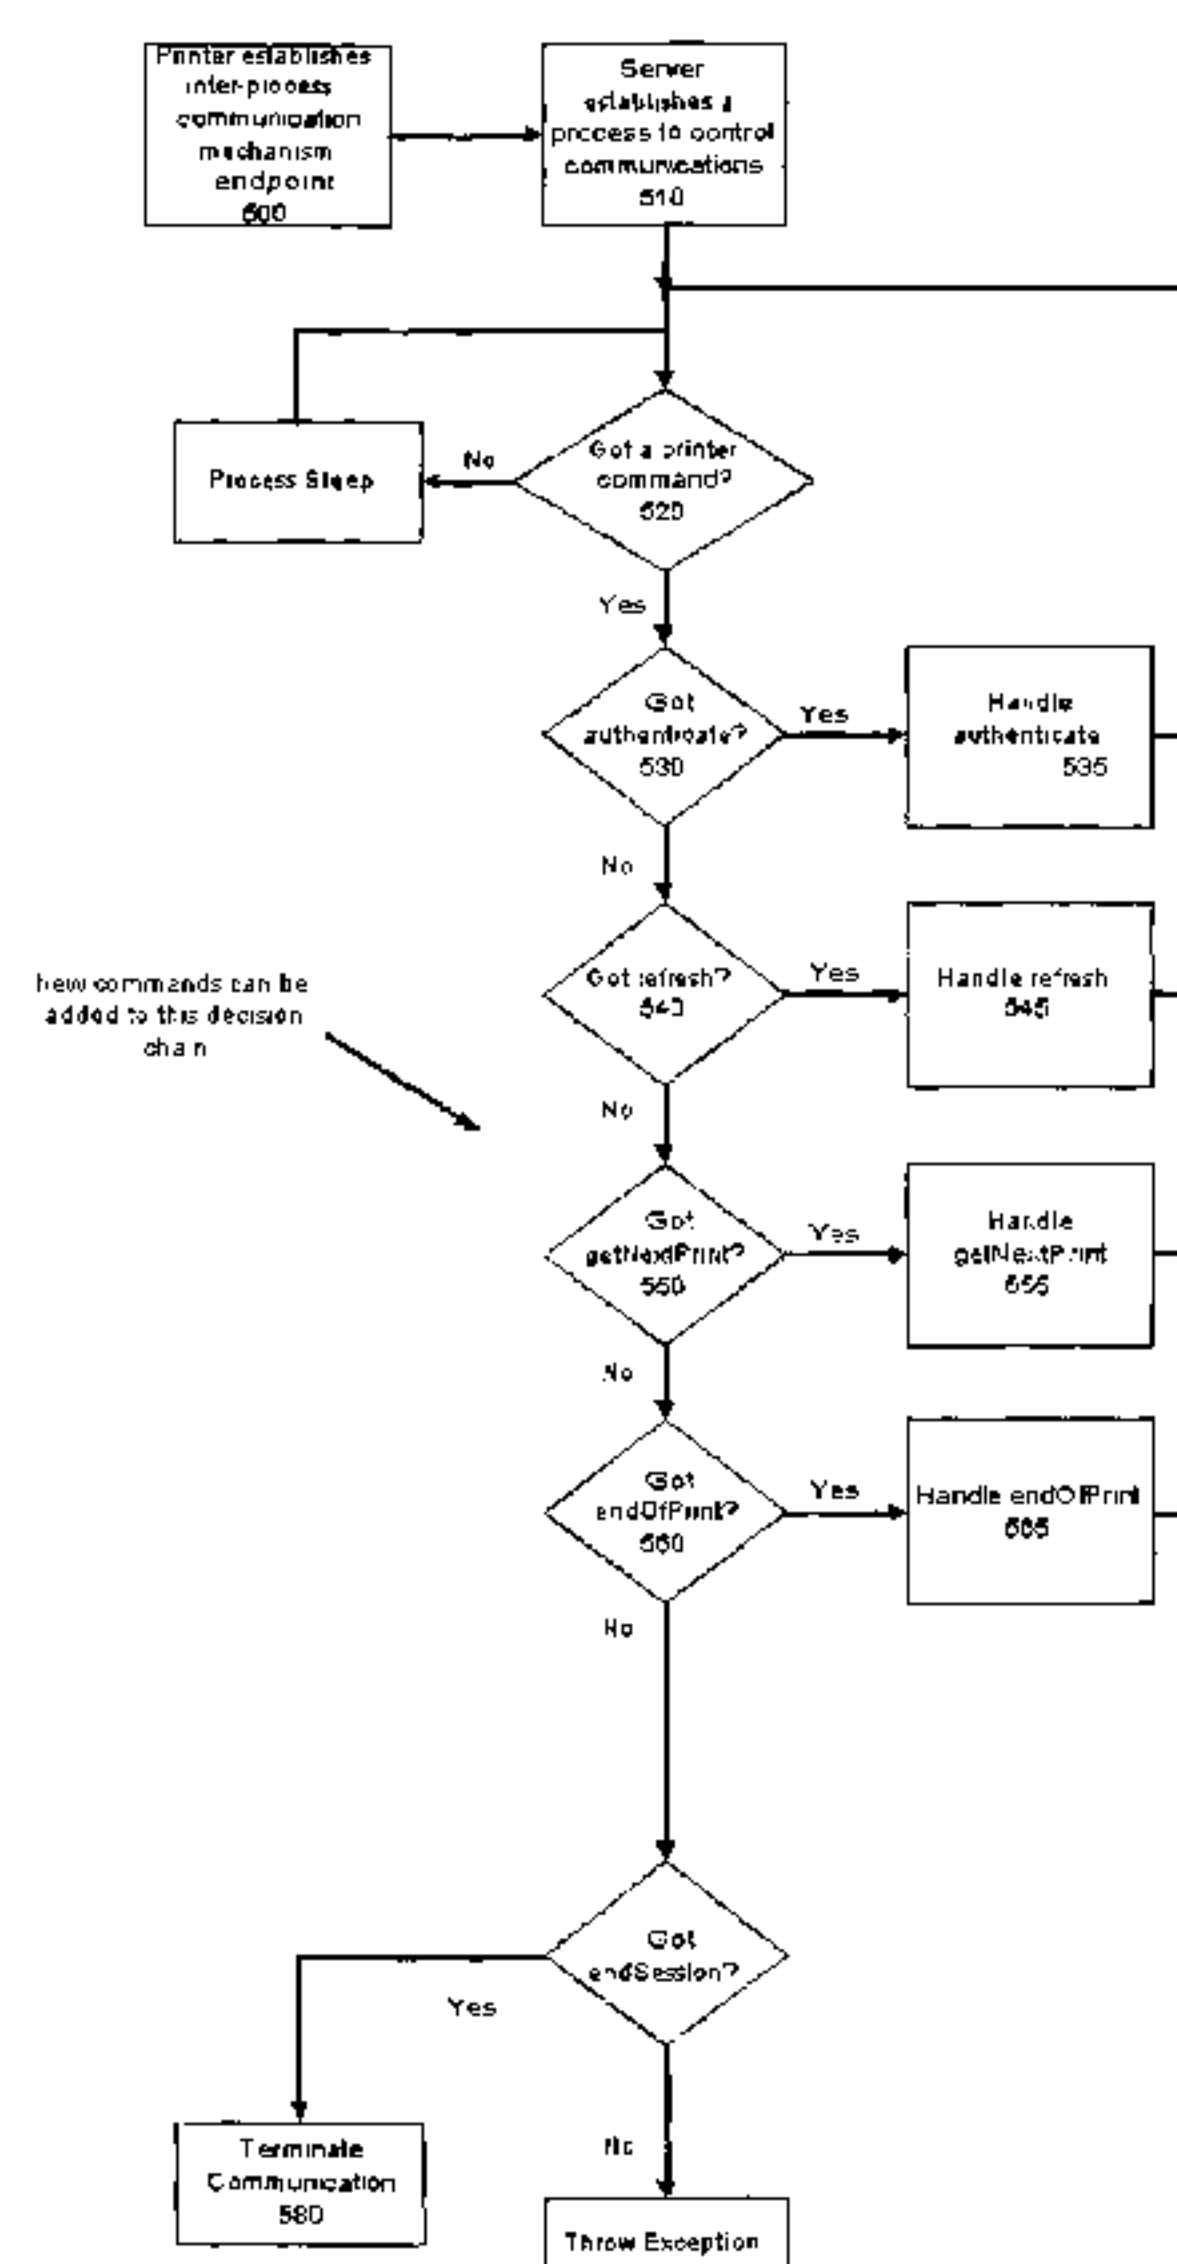 Printer establishes
inter-process
communication
mechanism
endpoint
500
Server
establishes a
process to control
communications
510
Got a printer
command?
520
No
Process Sleep
Yes
Got
authenticate?
530
Yes
Handle
authenticate
535
No
Got refresh?
540
Yes
Handle refresh
545
New commands can be
added to this decision
chain
No
Got
getNextPrint?
550
Yes
Handle
getNextPrint
555
No
Got
endOfPrint?
560
Yes
Handle endOfPrint
565
No
Got
endSession?
Yes
Terminate
Communication
580
No
Throw Exception